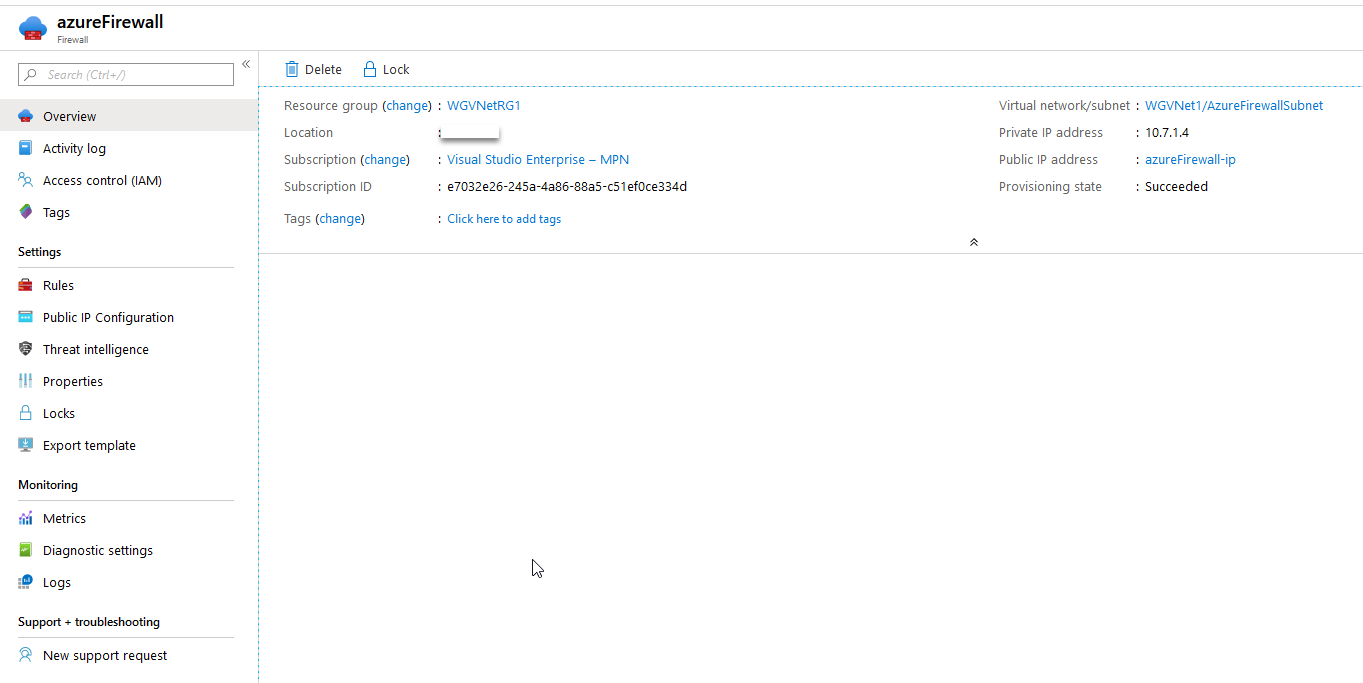 azureFirewall
Firewall
Search (Ctrl+/)
«
Overview
Activity log
Access control (IAM)
Tags
Settings
Rules
Public IP Configuration
Threat intelligence
Properties
Locks
Export template
Monitoring
Metrics
Diagnostic settings
Logs
Support + troubleshooting
New support request
Delete Lock
Resource group (change) : WGVNetRG1
Location :
Subscription (change) : Visual Studio Enterprise – MPN
Subscription ID : e7032e26-245a-4a86-88a5-c51ef0ce334d
Tags (change) : Click here to add tags
Virtual network/subnet : WGVNet1/AzureFirewallSubnet
Private IP address : 10.7.1.4
Public IP address : azureFirewall-ip
Provisioning state : Succeeded